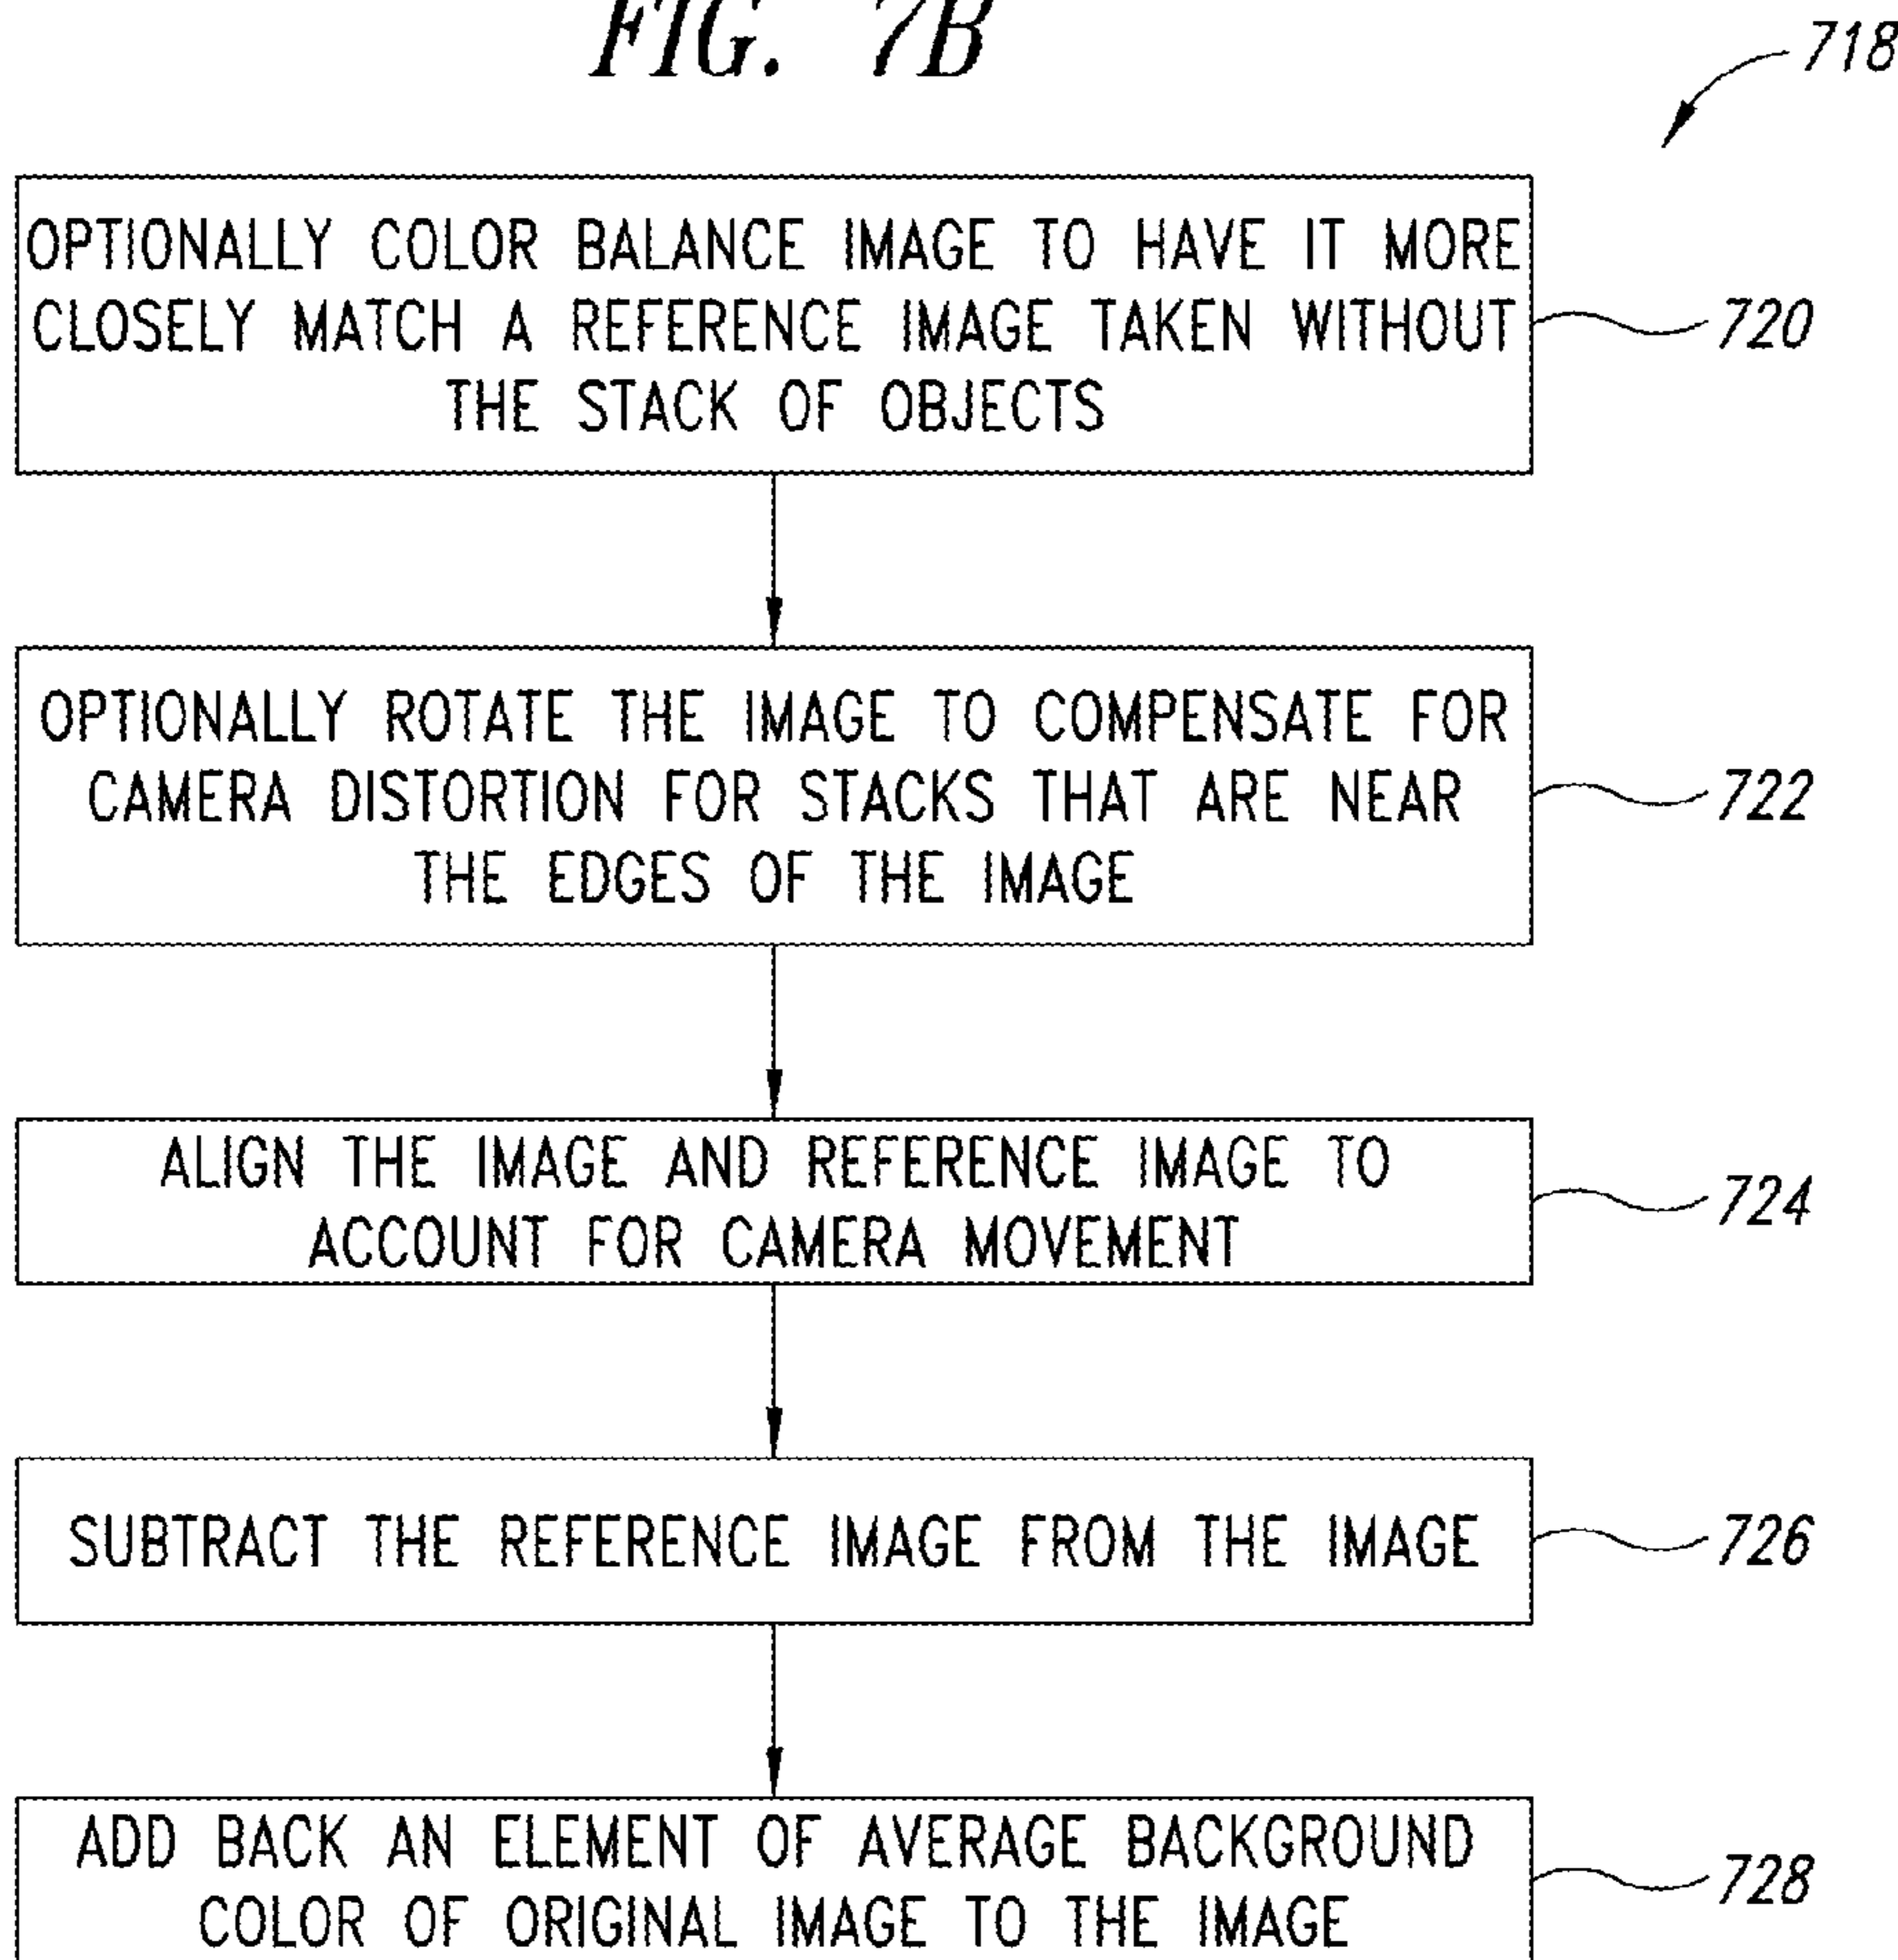 FIG. 7B
718
OPTIONALLY COLOR BALANCE IMAGE TO HAVE IT MORE
CLOSELY MATCH A REFERENCE IMAGE TAKEN WITHOUT
THE STACK OF OBJECTS
720
OPTIONALLY ROTATE THE IMAGE TO COMPENSATE FOR
CAMERA DISTORTION FOR STACKS THAT ARE NEAR
THE EDGES OF THE IMAGE
722
ALIGN THE IMAGE AND REFERENCE IMAGE TO
ACCOUNT FOR CAMERA MOVEMENT
724
SUBTRACT THE REFERENCE IMAGE FROM THE IMAGE
726
ADD BACK AN ELEMENT OF AVERAGE BACKGROUND
COLOR OF ORIGINAL IMAGE TO THE IMAGE
728